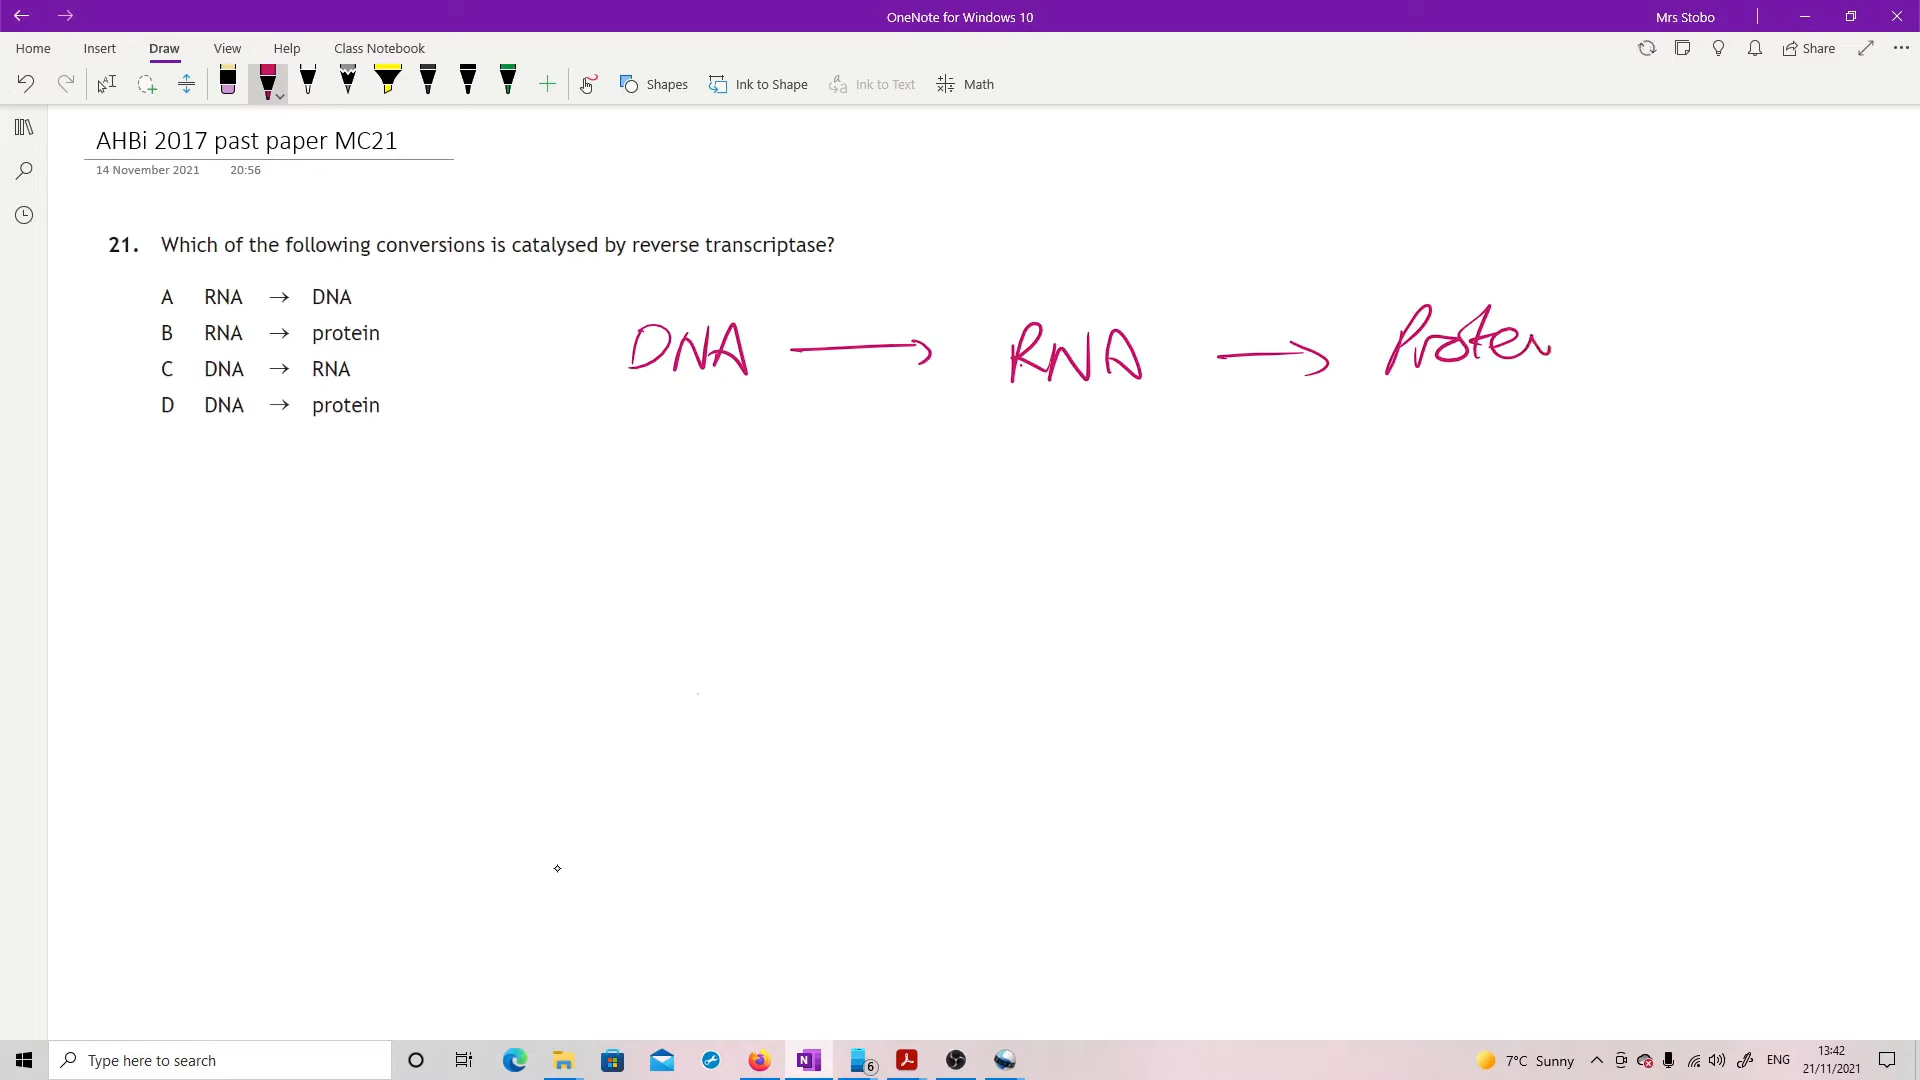 OneNote for Windows 10
Mrs Stobo
Home Insert Draw View Help Class Notebook
Share
Shapes Ink to Shape Ink to Text Math
AHBi 2017 past paper MC21
14 November 2021 20:56
21. Which of the following conversions is catalysed by reverse transcriptase?
A RNA → DNA
B RNA → protein
C DNA → RNA
D DNA → protein
DNA → RNA → Protein
Type here to search
6
7°C Sunny
ENG
13:42
21/11/2021